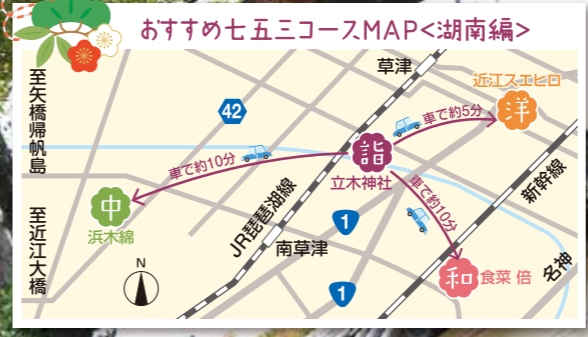 おすすめ七五三コースMAP<湖南編>
至矢橋帰帆島
42
草津
近江スエヒロ
洋
車で約5分
車で約10分
詣
立木神社
中
浜木綿
JR琵琶湖線
車で約10分
新幹線
至近江大橋
1
南草津
和
食菜 倍
名神
N
1